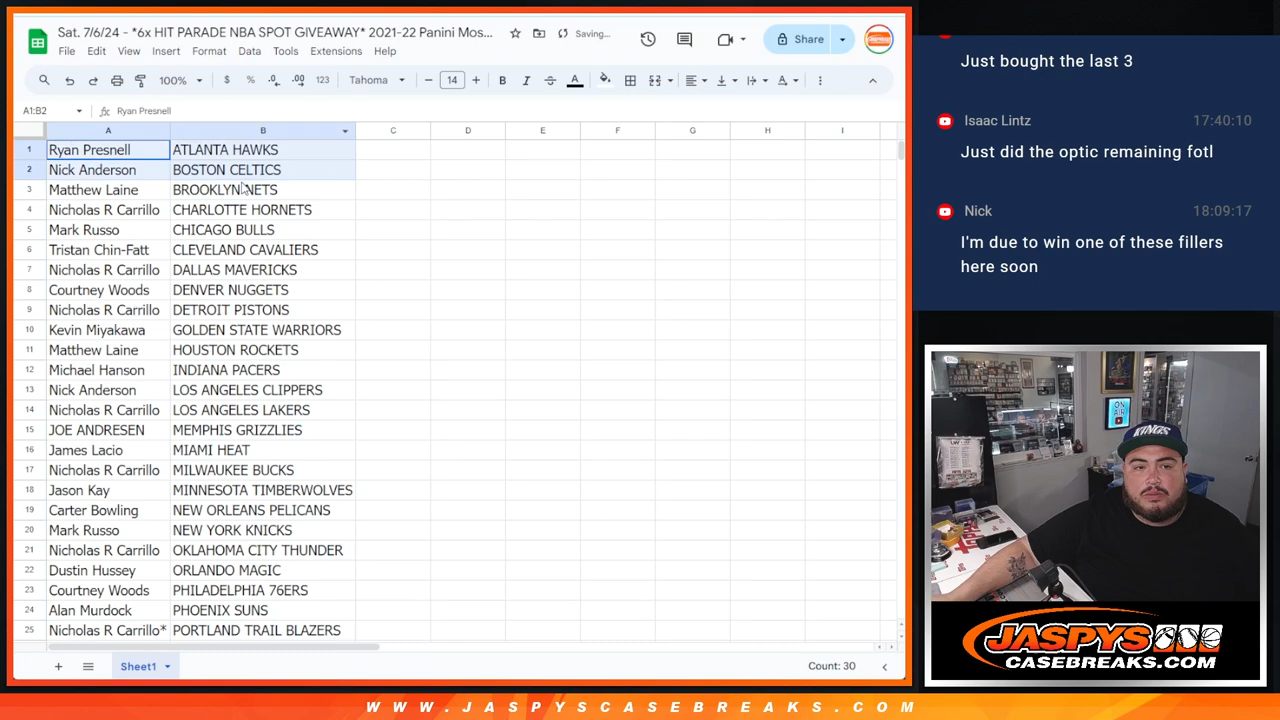 Sat. 7/6/24 - *6x HIT PARADE NBA SPOT GIVEAWAY* 2021-22 Panini Mos...
Saving...
Share
File Edit View Insert Format Data Tools Extensions Help
100% $ % .0 .00 123 Tahoma 14 B I A
A1:B2 fx Ryan Presnell
A B C D E F G H I
1 Ryan Presnell ATLANTA HAWKS
2 Nick Anderson BOSTON CELTICS
3 Matthew Laine BROOKLYN NETS
4 Nicholas R Carrillo CHARLOTTE HORNETS
5 Mark Russo CHICAGO BULLS
6 Tristan Chin-Fatt CLEVELAND CAVALIERS
7 Nicholas R Carrillo DALLAS MAVERICKS
8 Courtney Woods DENVER NUGGETS
9 Nicholas R Carrillo DETROIT PISTONS
10 Kevin Miyakawa GOLDEN STATE WARRIORS
11 Matthew Laine HOUSTON ROCKETS
12 Michael Hanson INDIANA PACERS
13 Nick Anderson LOS ANGELES CLIPPERS
14 Nicholas R Carrillo LOS ANGELES LAKERS
15 JOE ANDRESEN MEMPHIS GRIZZLIES
16 James Lacio MIAMI HEAT
17 Nicholas R Carrillo MILWAUKEE BUCKS
18 Jason Kay MINNESOTA TIMBERWOLVES
19 Carter Bowling NEW ORLEANS PELICANS
20 Mark Russo NEW YORK KNICKS
21 Nicholas R Carrillo OKLAHOMA CITY THUNDER
22 Dustin Hussey ORLANDO MAGIC
23 Courtney Woods PHILADELPHIA 76ERS
24 Alan Murdock PHOENIX SUNS
25 Nicholas R Carrillo* PORTLAND TRAIL BLAZERS
Sheet1
Count: 30
Just bought the last 3
Isaac Lintz 17:40:10
Just did the optic remaining fotl
Nick 18:09:17
I'm due to win one of these fillers
here soon
ON
AIR
KINGS
JASPYS
CASEBREAKS.COM
WWW.JASPYSCASEBREAKS.COM